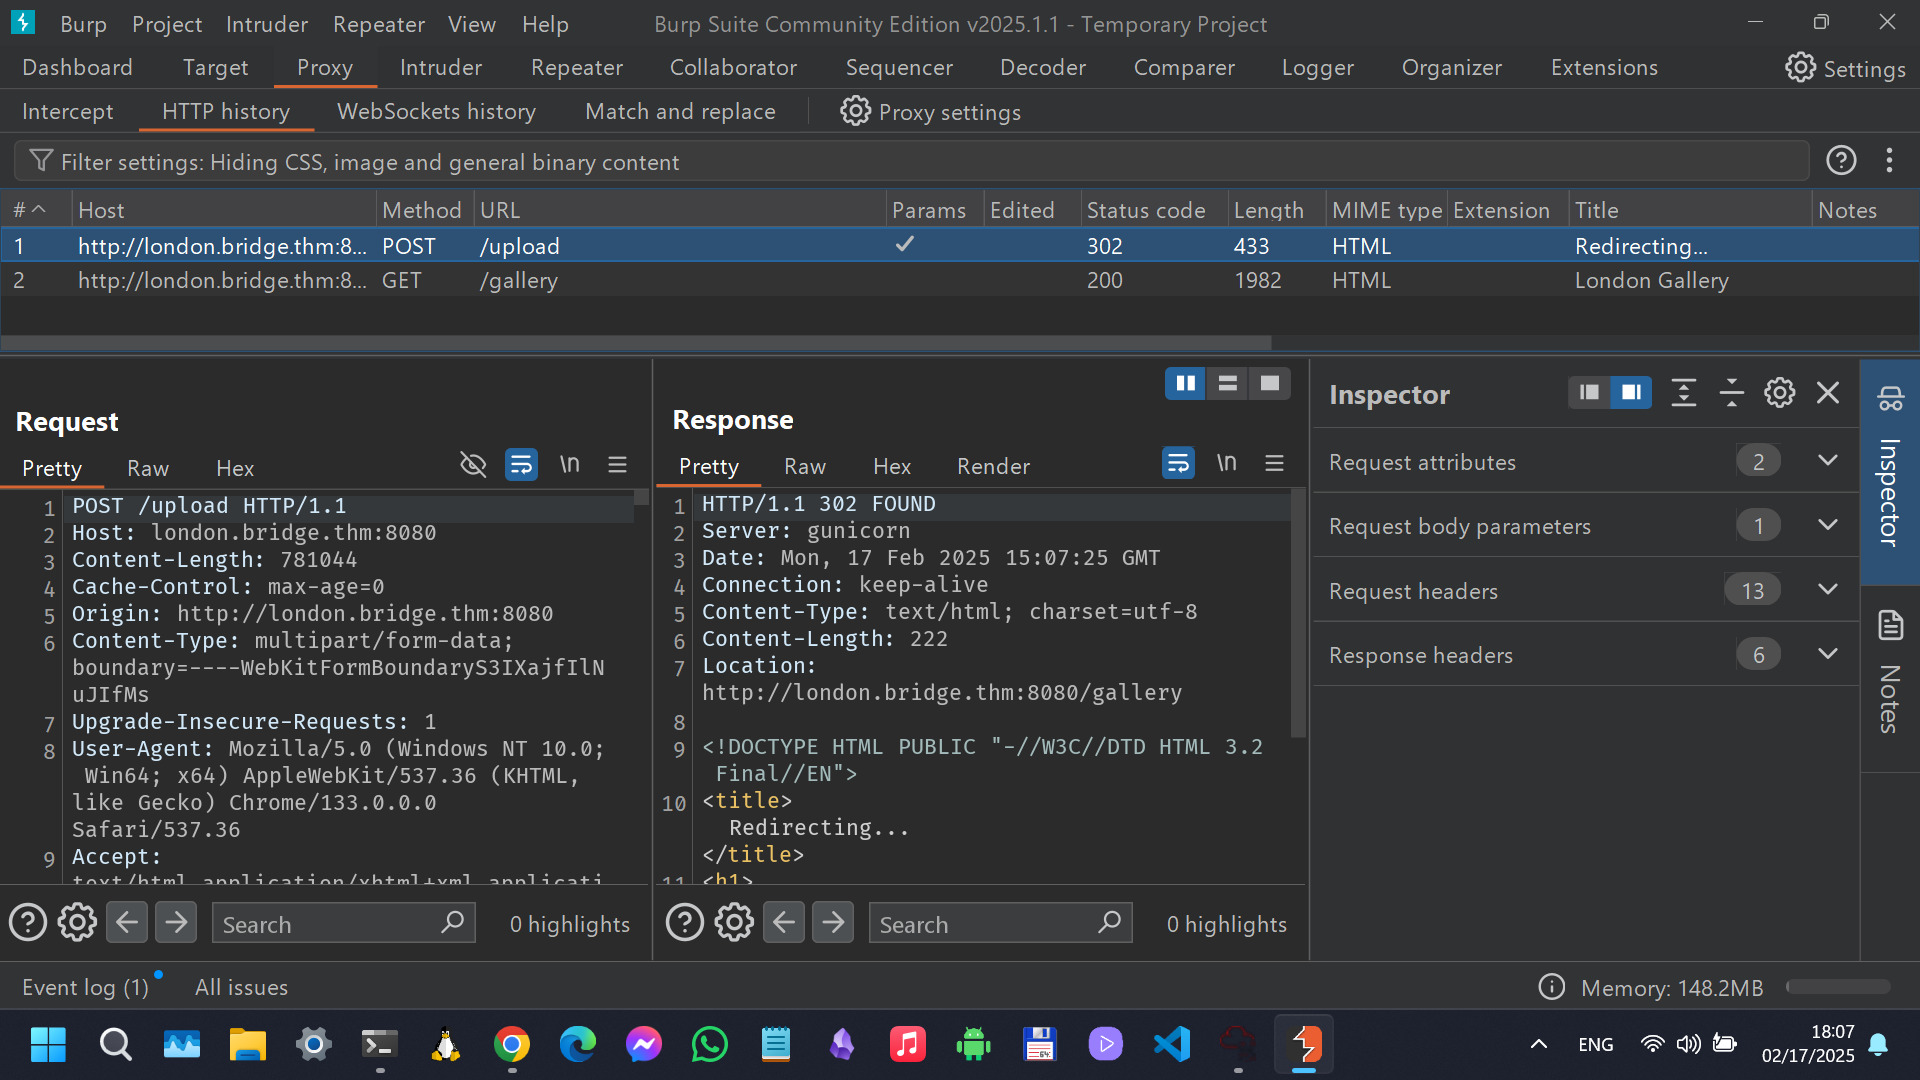 Burp Project Intruder Repeater View Help Burp Suite Community Edition v2025.1.1 - Temporary Project
Dashboard Target Proxy Intruder Repeater Collaborator Sequencer Decoder Comparer Logger Organizer Extensions Settings
Intercept HTTP history WebSockets history Match and replace Proxy settings
Filter settings: Hiding CSS, image and general binary content
# Host Method URL Params Edited Status code Length MIME type Extension Title Notes
1 http://london.bridge.thm:8... POST /upload ✓ 302 433 HTML Redirecting...
2 http://london.bridge.thm:8... GET /gallery 200 1982 HTML London Gallery
Request
Pretty Raw Hex \n
1 POST /upload HTTP/1.1
2 Host: london.bridge.thm:8080
3 Content-Length: 781044
4 Cache-Control: max-age=0
5 Origin: http://london.bridge.thm:8080
6 Content-Type: multipart/form-data;
boundary=----WebKitFormBoundaryS3IXajfIlN
uJIfMs
7 Upgrade-Insecure-Requests: 1
8 User-Agent: Mozilla/5.0 (Windows NT 10.0;
Win64; x64) AppleWebKit/537.36 (KHTML,
like Gecko) Chrome/133.0.0.0
Safari/537.36
9 Accept:
text/html,application/xhtml+xml,applicati
Search 0 highlights
Response
Pretty Raw Hex Render \n
1 HTTP/1.1 302 FOUND
2 Server: gunicorn
3 Date: Mon, 17 Feb 2025 15:07:25 GMT
4 Connection: keep-alive
5 Content-Type: text/html; charset=utf-8
6 Content-Length: 222
7 Location:
http://london.bridge.thm:8080/gallery
8
9 <!DOCTYPE HTML PUBLIC "-//W3C//DTD HTML 3.2
Final//EN">
10 <title>
Redirecting...
</title>
11 <h1>
Search 0 highlights
Inspector
Request attributes 2
Request body parameters 1
Request headers 13
Response headers 6
Inspector
Notes
Event log (1) All issues Memory: 148.2MB
64
ENG 18:07
02/17/2025